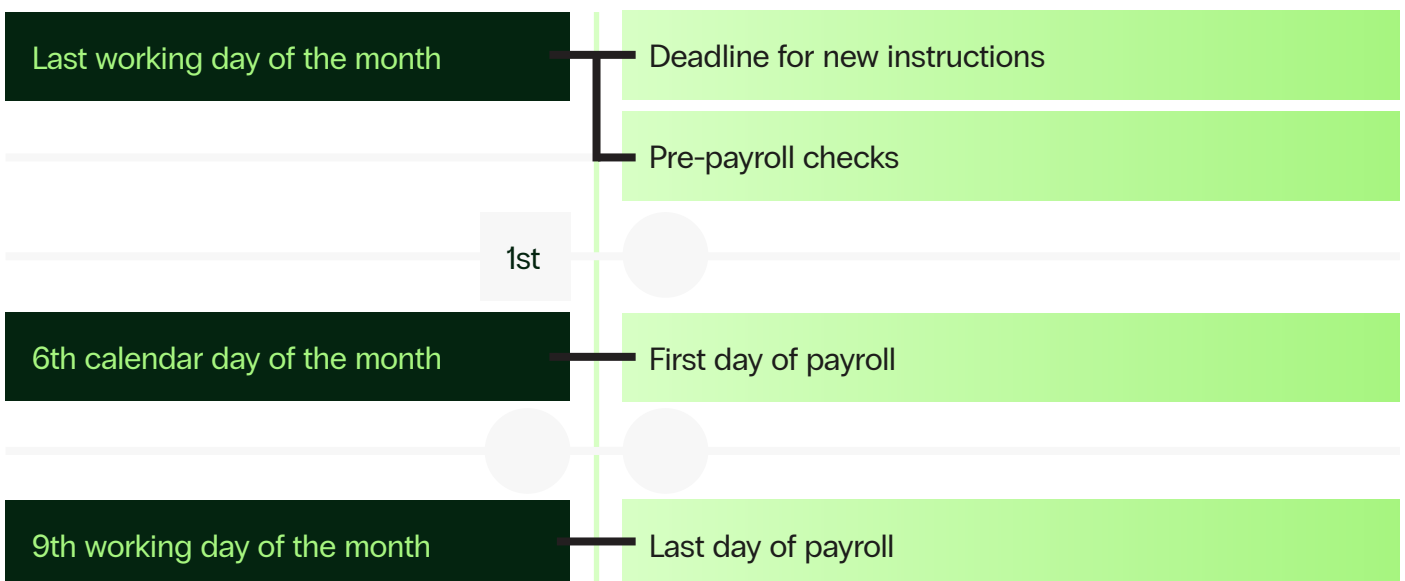 Last working day of the month
Deadline for new instructions
Pre-payroll checks
1st
6th calendar day of the month
First day of payroll
9th working day of the month
Last day of payroll